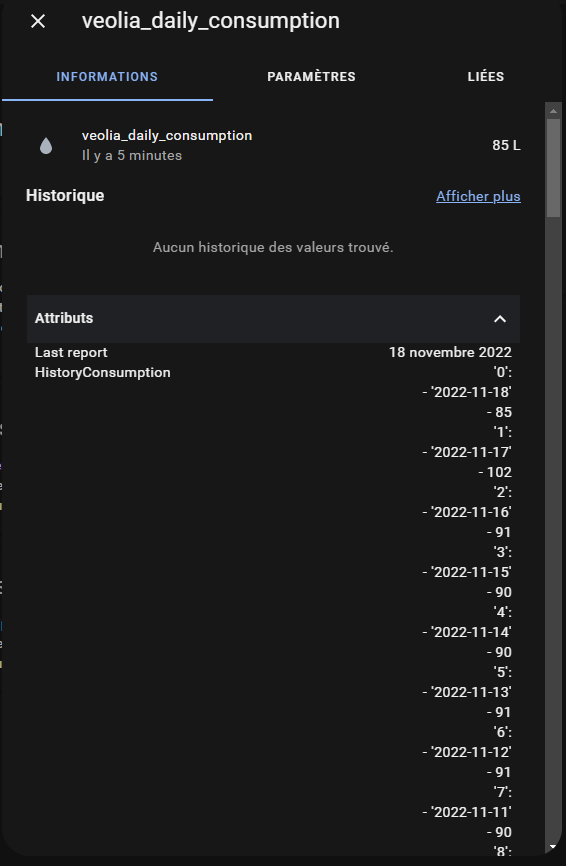 veolia_daily_consumption
INFORMATIONS PARAMÈTRES LIÉES
veolia_daily_consumption
85 L
Il y a 5 minutes
Historique Afficher plus
Aucun historique des valeurs trouvé.
Attributs
Last report 18 novembre 2022
HistoryConsumption '0':
- '2022-11-18'
- 85
'1':
- '2022-11-17'
- 102
'2':
- '2022-11-16'
- 91
'3':
- '2022-11-15'
- 90
'4':
- '2022-11-14'
- 90
'5':
- '2022-11-13'
- 91
'6':
- '2022-11-12'
- 91
'7':
- '2022-11-11'
- 90
'8':